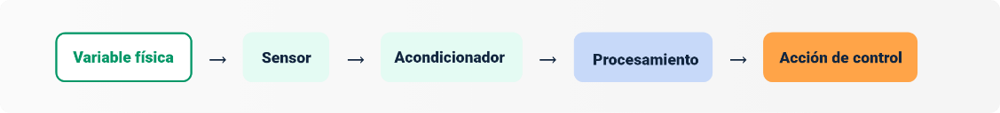 Variable física → Sensor → Acondicionador → Procesamiento → Acción de control